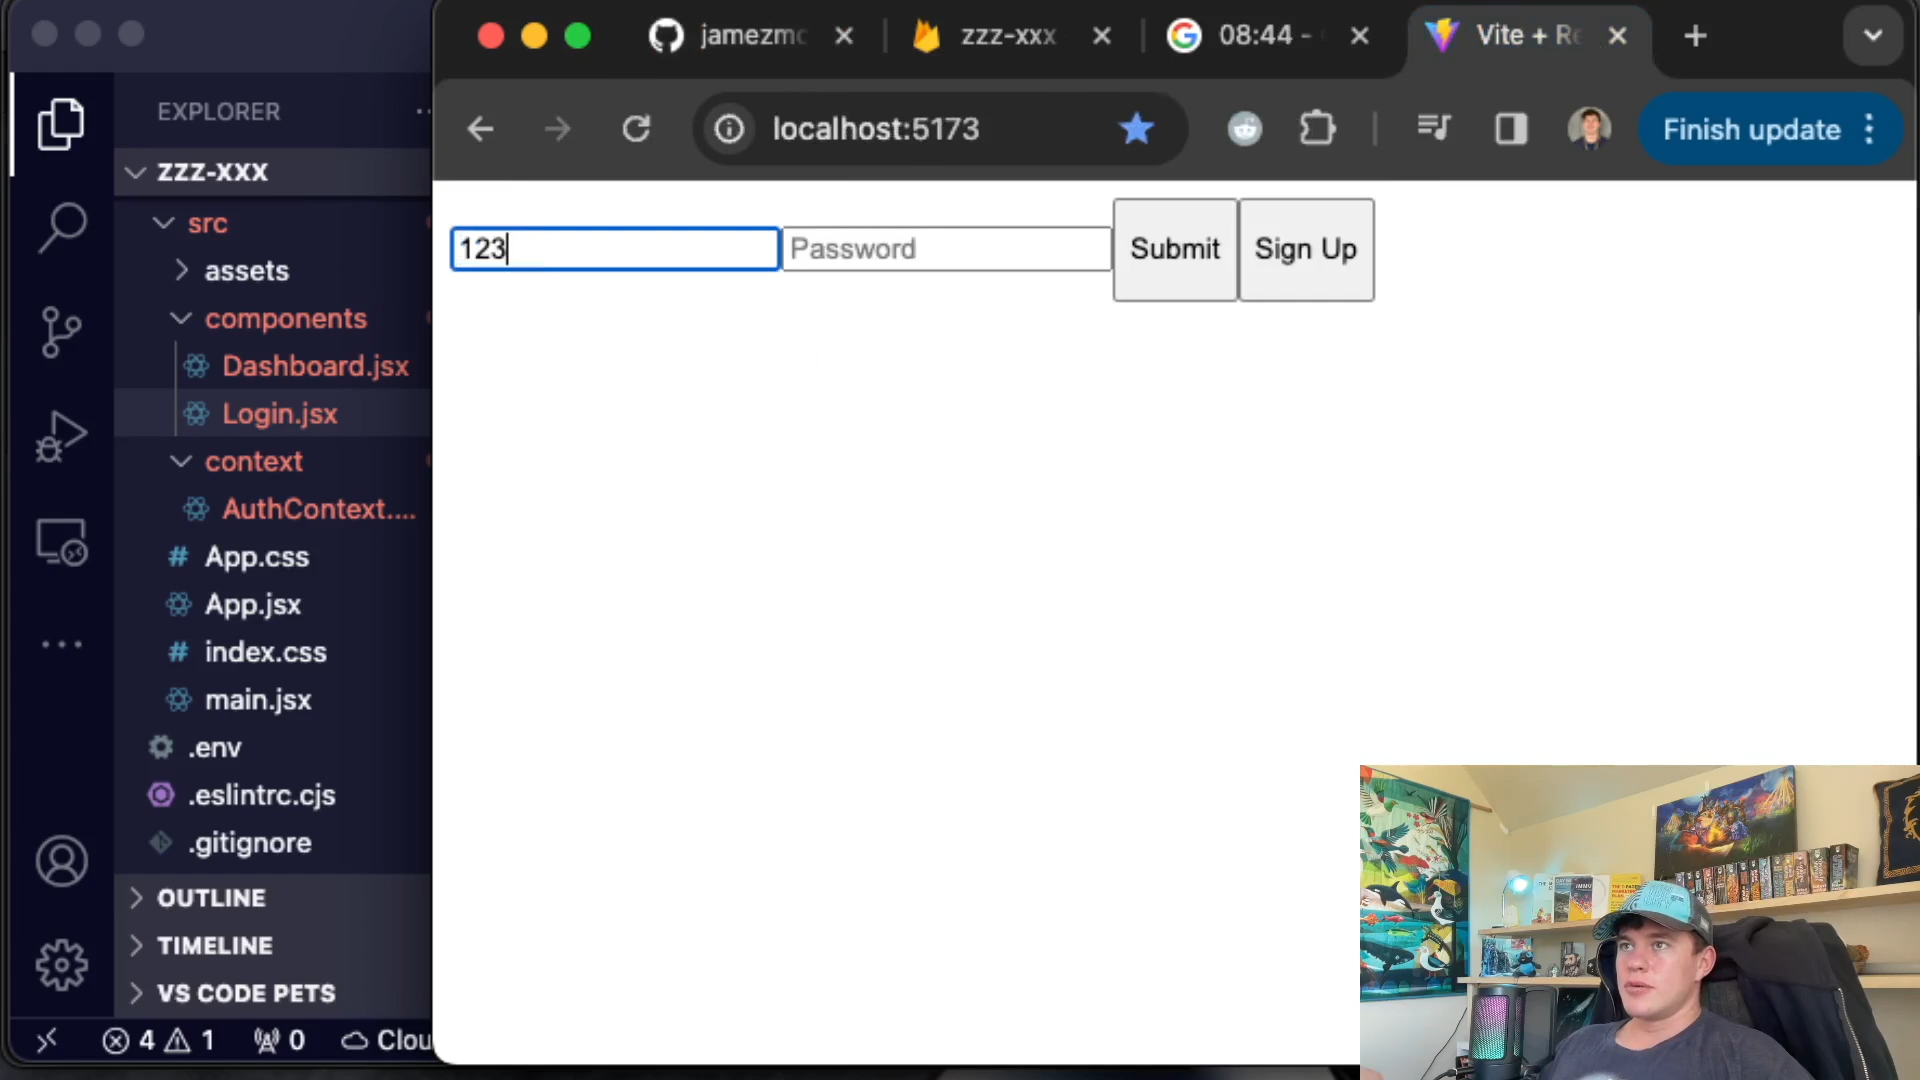 jamezmo
zzz-xxx
08:44 -
Vite + Re
localhost:5173
Finish update
EXPLORER
ZZZ-XXX
src
assets
components
Dashboard.jsx
Login.jsx
context
AuthContext....
App.css
App.jsx
index.css
main.jsx
.env
.eslintrc.cjs
.gitignore
OUTLINE
TIMELINE
VS CODE PETS
4
1
0
Clou
123
Password
Submit
Sign Up